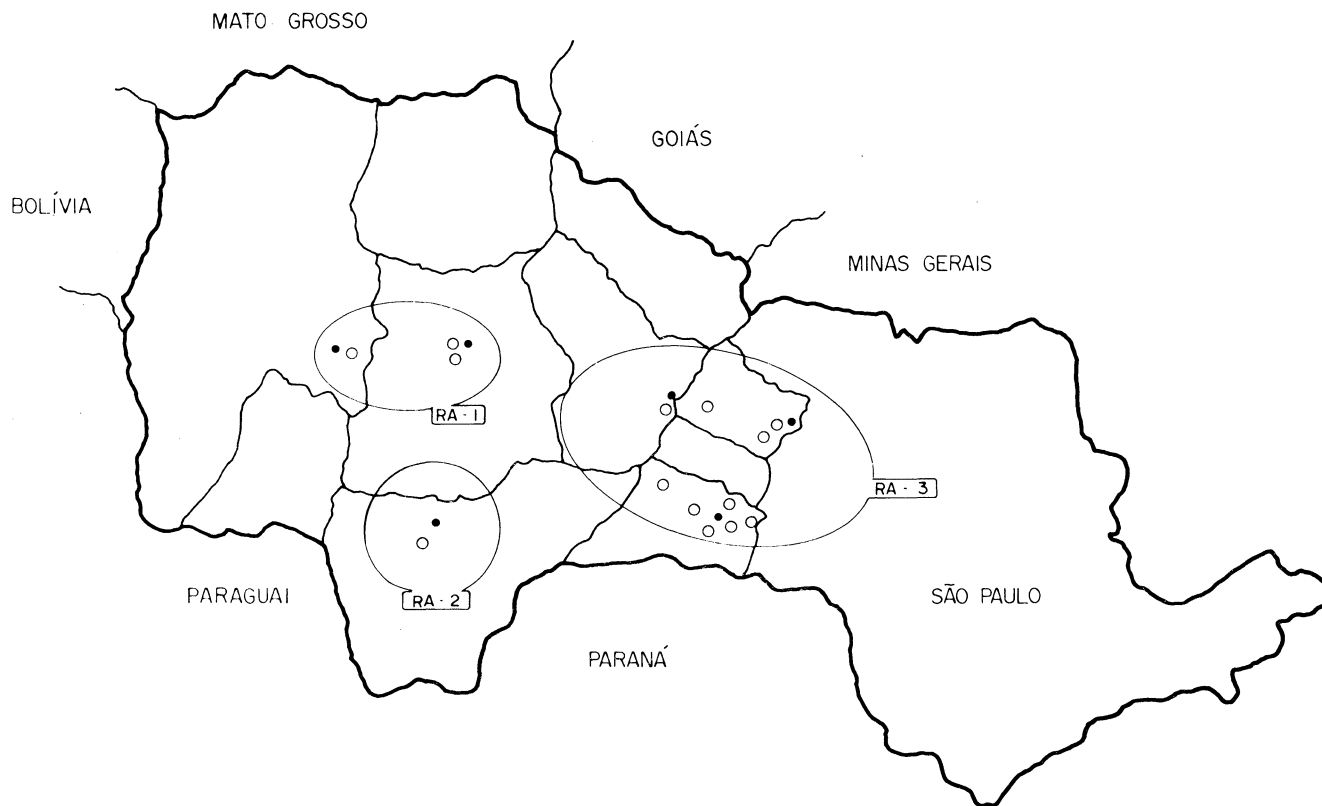 MATO GROSSO
GOIÁS
BOLÍVIA
MINAS GERAIS
RA - 1
RA - 3
RA - 2
PARAGUAI
SÃO PAULO
PARANÁ